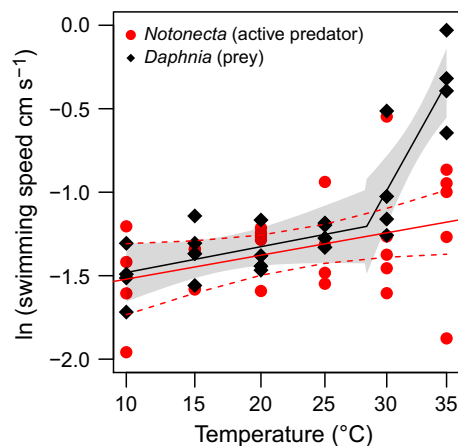 Notonecta (active predator)
Daphnia (prey)
ln (swimming speed cm s⁻¹)
0.0
−0.5
−1.0
−1.5
−2.0
10 15 20 25 30 35
Temperature (°C)